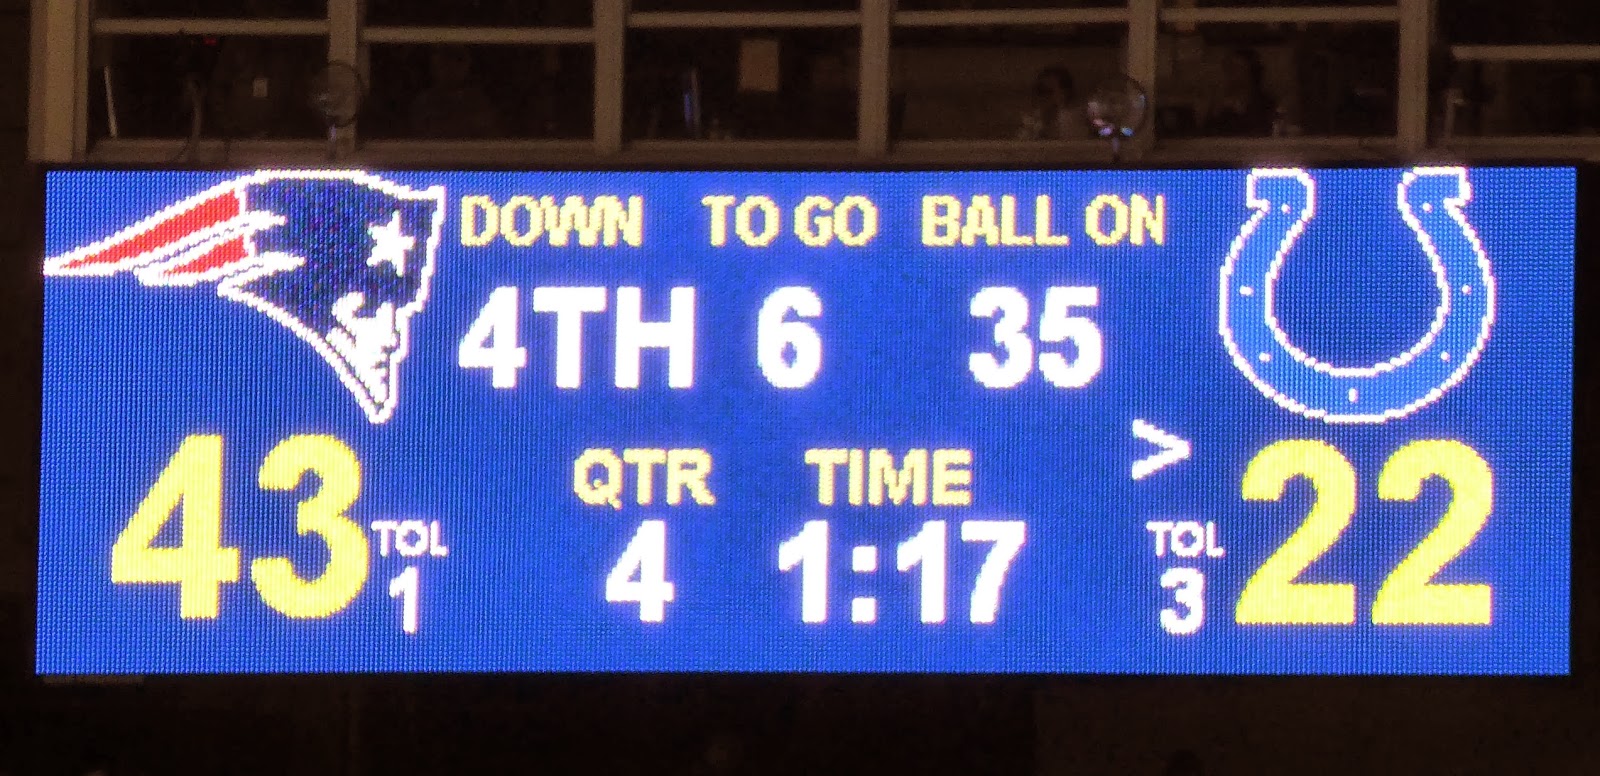 DOWN TO GO BALL ON
4TH 6 35
>
QTR TIME
43 TOL 1 4 1:17 TOL 3 22